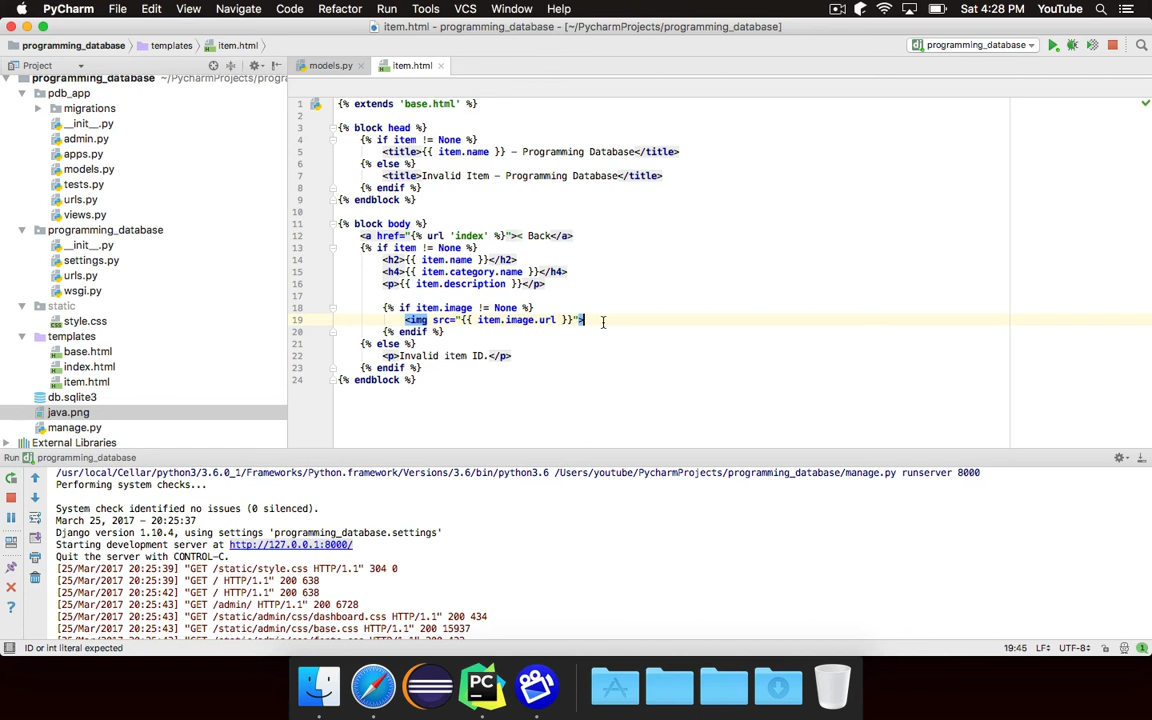 PyCharm File Edit View Navigate Code Refactor Run Tools VCS Window Help Sat 4:28 PM YouTube
item.html - programming_database - [~/PycharmProjects/programming_database]
programming_database templates item.html programming_database
Project models.py item.html
programming_database ~/PycharmProjects/progra
pdb_app
migrations
__init__.py
admin.py
apps.py
models.py
tests.py
urls.py
views.py
programming_database
__init__.py
settings.py
urls.py
wsgi.py
static
style.css
templates
base.html
index.html
item.html
db.sqlite3
java.png
manage.py
External Libraries
1 {% extends 'base.html' %}
2
3 {% block head %}
4 {% if item != None %}
5 <title>{{ item.name }} – Programming Database</title>
6 {% else %}
7 <title>Invalid Item – Programming Database</title>
8 {% endif %}
9 {% endblock %}
10
11 {% block body %}
12 <a href="{% url 'index' %}">< Back</a>
13 {% if item != None %}
14 <h2>{{ item.name }}</h2>
15 <h4>{{ item.category.name }}</h4>
16 <p>{{ item.description }}</p>
17
18 {% if item.image != None %}
19 <img src="{{ item.image.url }}">
20 {% endif %}
21 {% else %}
22 <p>Invalid item ID.</p>
23 {% endif %}
24 {% endblock %}
Run programming_database
/usr/local/Cellar/python3/3.6.0_1/Frameworks/Python.framework/Versions/3.6/bin/python3.6 /Users/youtube/PycharmProjects/programming_database/manage.py runserver 8000
Performing system checks...
System check identified no issues (0 silenced).
March 25, 2017 - 20:25:37
Django version 1.10.4, using settings 'programming_database.settings'
Starting development server at http://127.0.0.1:8000/
Quit the server with CONTROL-C.
[25/Mar/2017 20:25:39] "GET /static/style.css HTTP/1.1" 304 0
[25/Mar/2017 20:25:39] "GET / HTTP/1.1" 200 638
[25/Mar/2017 20:25:42] "GET / HTTP/1.1" 200 638
[25/Mar/2017 20:25:43] "GET /admin/ HTTP/1.1" 200 6728
[25/Mar/2017 20:25:43] "GET /static/admin/css/dashboard.css HTTP/1.1" 200 434
[25/Mar/2017 20:25:43] "GET /static/admin/css/base.css HTTP/1.1" 200 15937
ID or int literal expected 19:45 LF÷ UTF-8÷ 1
PC